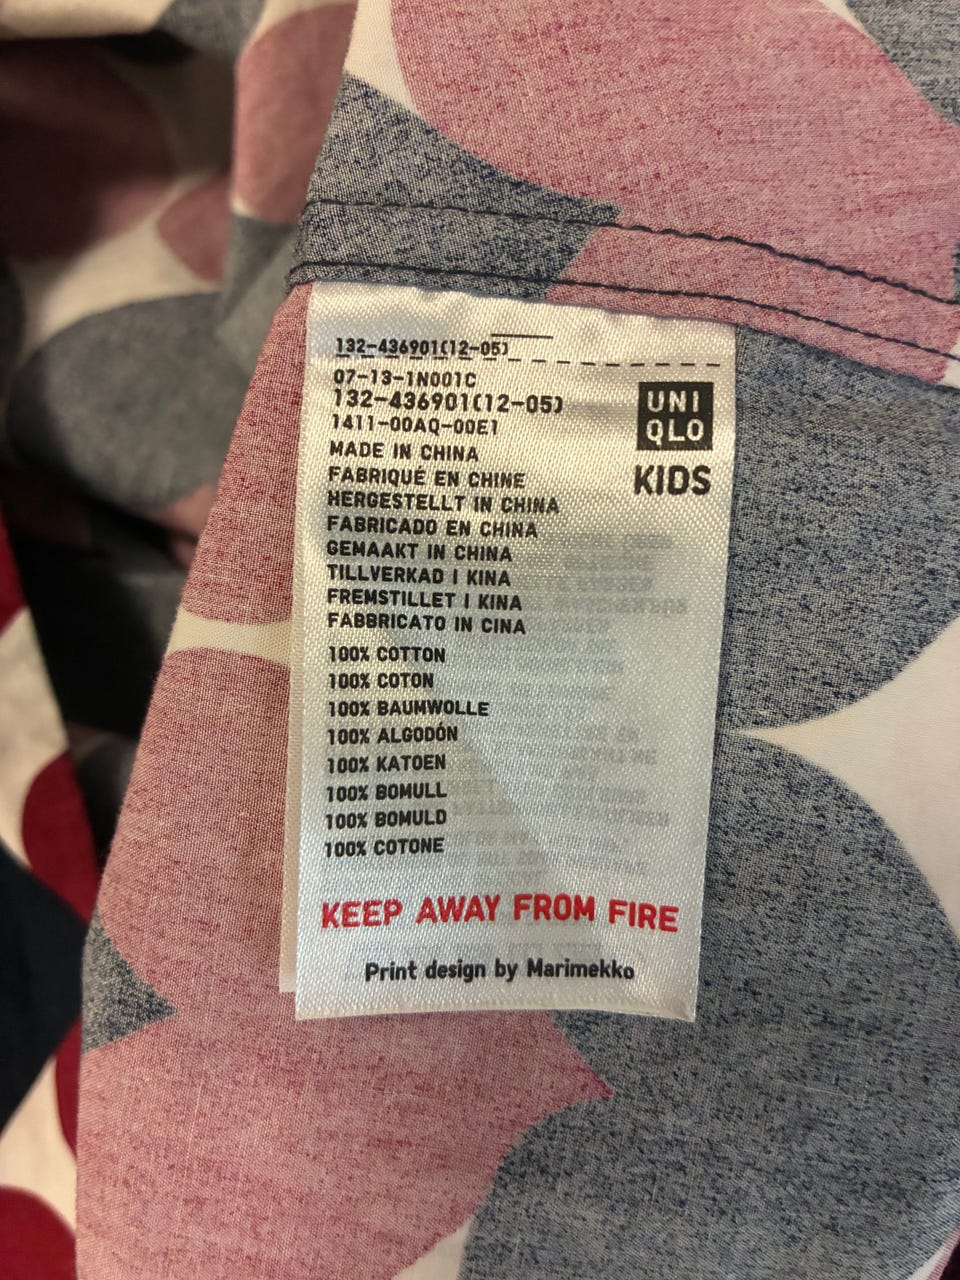 132-436901(12-05)
07-13-1N001C
132-436901(12-05)
1411-00AQ-00E1
UNI
QLO
KIDS
MADE IN CHINA
FABRIQUÉ EN CHINE
HERGESTELLT IN CHINA
FABRICADO EN CHINA
GEMAAKT IN CHINA
TILLVERKAD I KINA
FREMSTILLET I KINA
FABBRICATO IN CINA
100% COTTON
100% COTON
100% BAUMWOLLE
100% ALGODÓN
100% KATOEN
100% BOMULL
100% BOMULD
100% COTONE
KEEP AWAY FROM FIRE
Print design by Marimekko